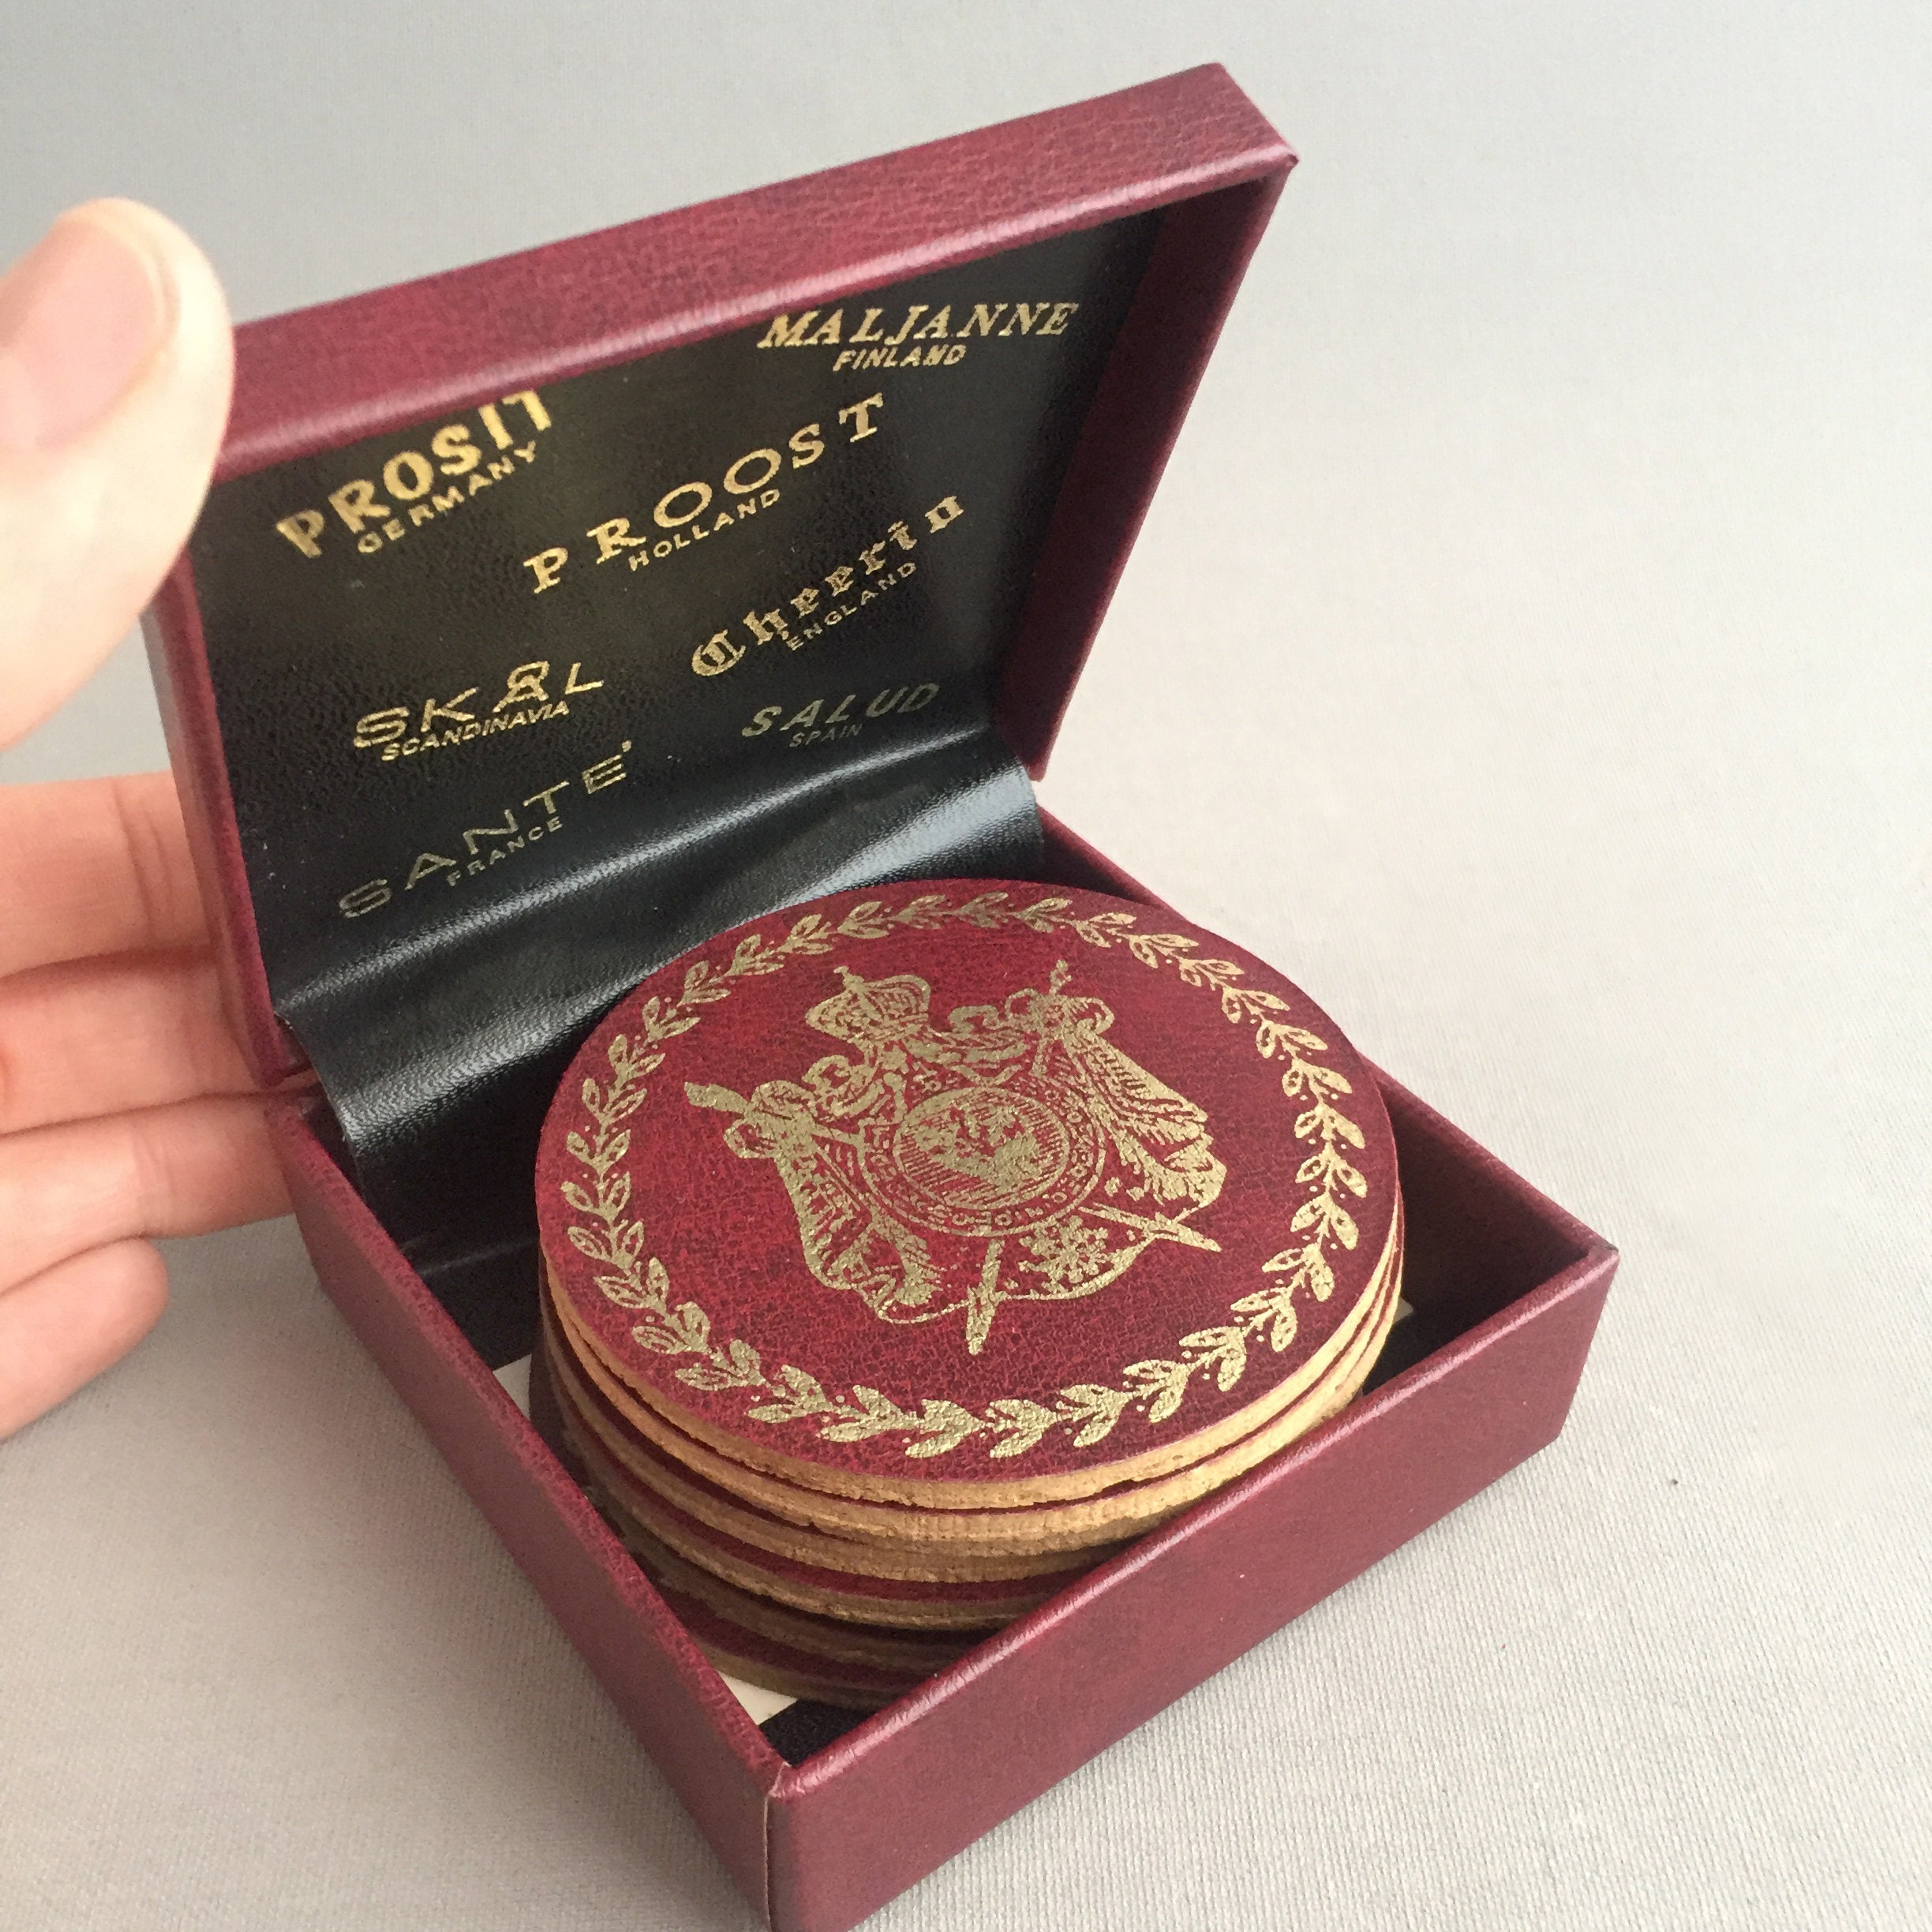 MALJANNE
FINLAND
PROSIT
GERMANY
PROOST
HOLLAND
Cheerio
ENGLAND
SKÅL
SCANDINAVIA
SALUD
SPAIN
SANTE'
FRANCE